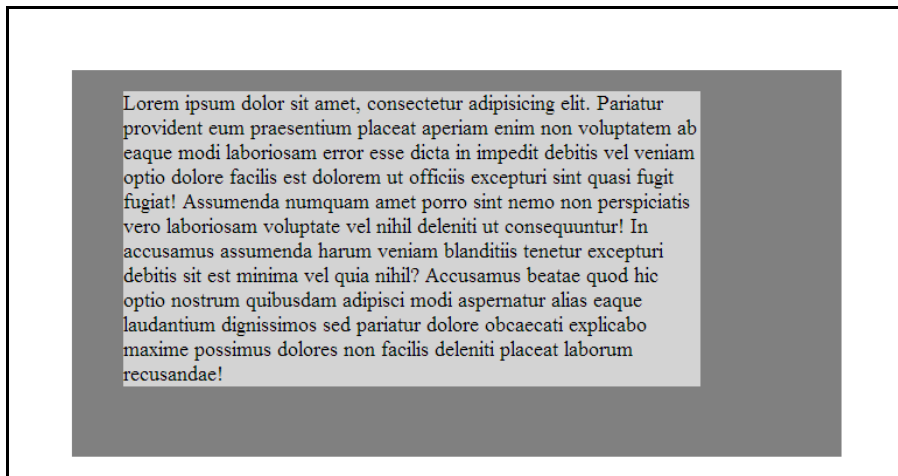 Lorem ipsum dolor sit amet, consectetur adipisicing elit. Pariatur
provident eum praesentium placeat aperiam enim non voluptatem ab
eaque modi laboriosam error esse dicta in impedit debitis vel veniam
optio dolore facilis est dolorem ut officiis excepturi sint quasi fugit
fugiat! Assumenda numquam amet porro sint nemo non perspiciatis
vero laboriosam voluptate vel nihil deleniti ut consequuntur! In
accusamus assumenda harum veniam blanditiis tenetur excepturi
debitis sit est minima vel quia nihil? Accusamus beatae quod hic
optio nostrum quibusdam adipisci modi aspernatur alias eaque
laudantium dignissimos sed pariatur dolore obcaecati explicabo
maxime possimus dolores non facilis deleniti placeat laborum
recusandae!